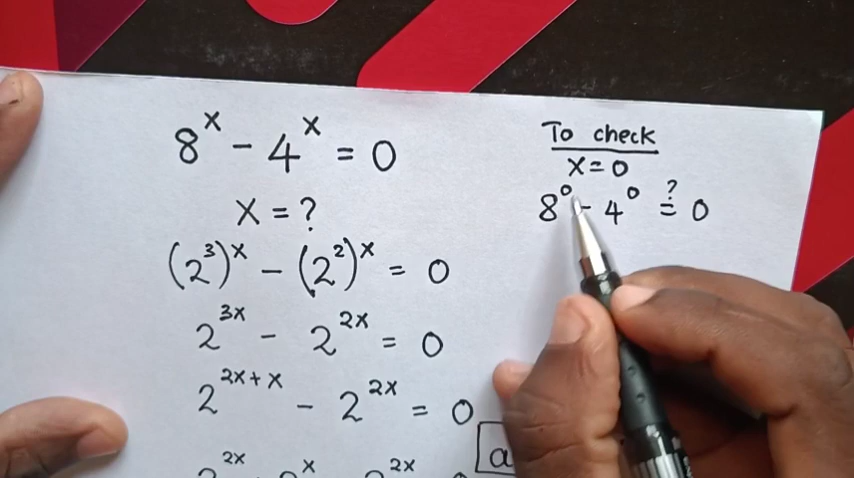 8^x - 4^x = 0
x = ?
(2^3)^x - (2^2)^x = 0
2^{3x} - 2^{2x} = 0
2^{2x+x} - 2^{2x} = 0
To check
x = 0
8^0 - 4^0 ≟ 0
a